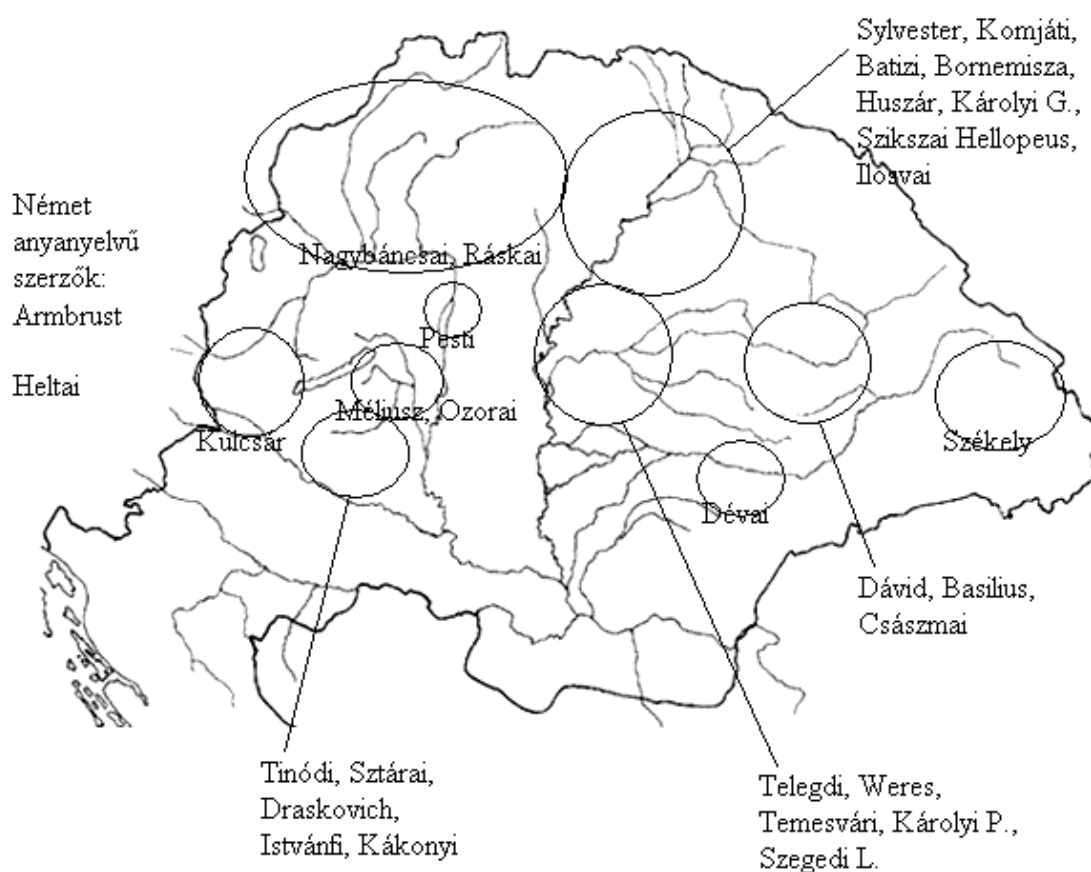 Sylvester, Komjáti,
Batizi, Bornemisza,
Huszár, Károlyi G.,
Szikszai Hellopeus,
Ilosvai
Német
anyanyelvű
szerzők:
Armbrust
Heltai
Nagybáncsai, Ráskai
Pesti
Méliusz, Ozorai
Kulcsár
Székely
Dévai
Dávid, Basilius,
Császmai
Tinódi, Sztárai,
Draskovich,
Istvánfi, Kákonyi
Telegdi, Weres,
Temesvári, Károlyi P.,
Szegedi L.